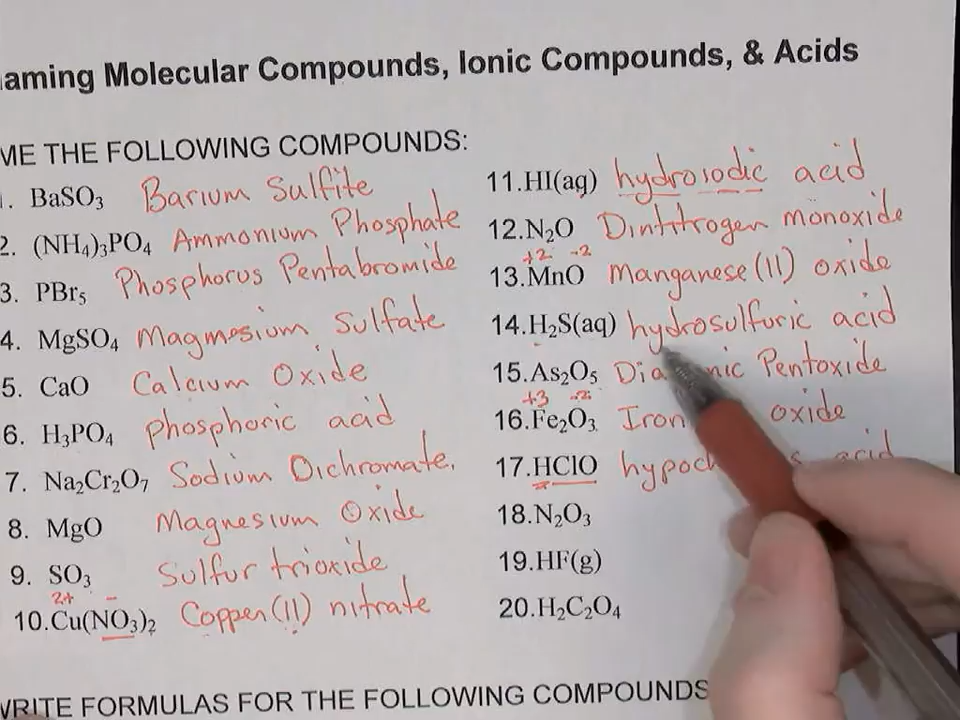 aming Molecular Compounds, Ionic Compounds, & Acids
ME THE FOLLOWING COMPOUNDS:
1. BaSO3 Barium Sulfite
2. (NH4)3PO4 Ammonium Phosphate
3. PBr5 Phosphorus Pentabromide
4. MgSO4 Magnesium Sulfate
5. CaO Calcium Oxide
6. H3PO4 phosphoric acid
7. Na2Cr2O7 Sodium Dichromate.
8. MgO Magnesium Oxide
9. SO3 Sulfur trioxide
2+ -
10. Cu(NO3)2 Copper(II) nitrate
11. HI(aq) hydroiodic acid
12. N2O Dintitrogen monoxide
+2 -2
13. MnO Manganese(II) oxide
14. H2S(aq) hydrosulfuric acid
15. As2O5 Pentoxide
+3 -2
16. Fe2O3 Iron oxide
17. HClO acid
18. N2O3
19. HF(g)
20. H2C2O4
WRITE FORMULAS FOR THE FOLLOWING COMPOUNDS